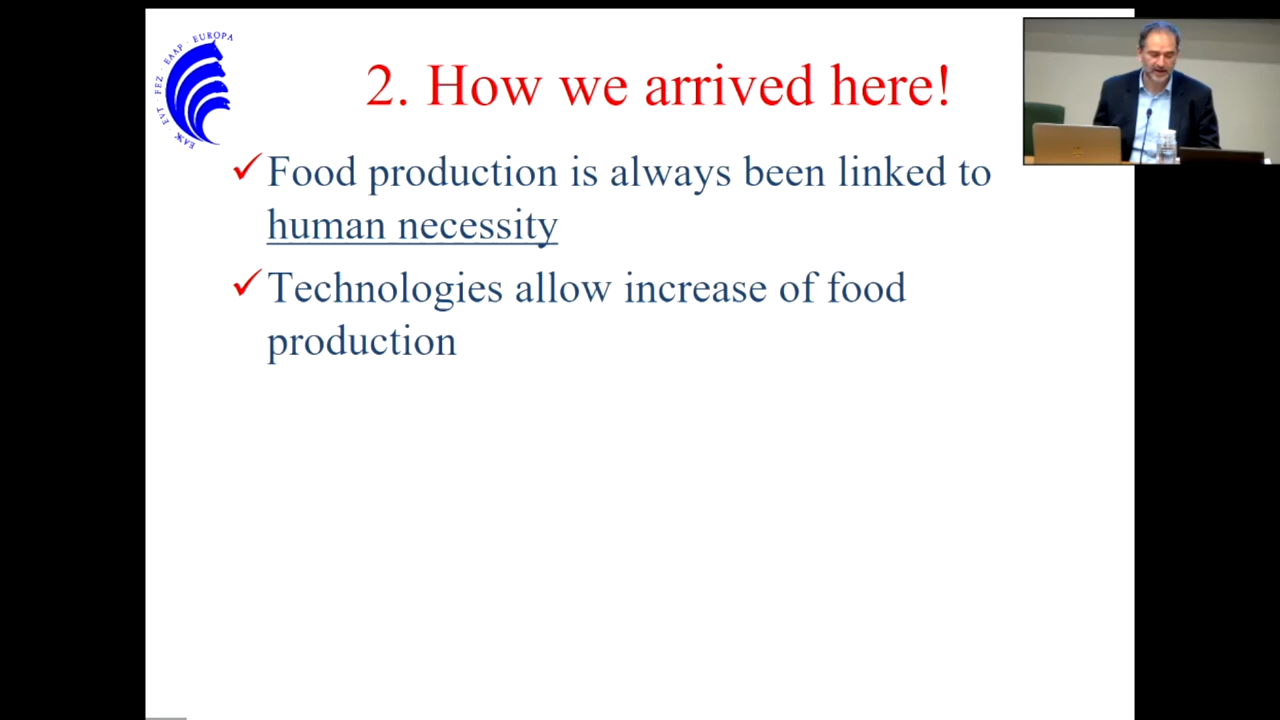 ЕАЖ · EVT · FEZ · EAAP · EUROPA
2. How we arrived here!
✓Food production is always been linked to
human necessity
✓Technologies allow increase of food
production